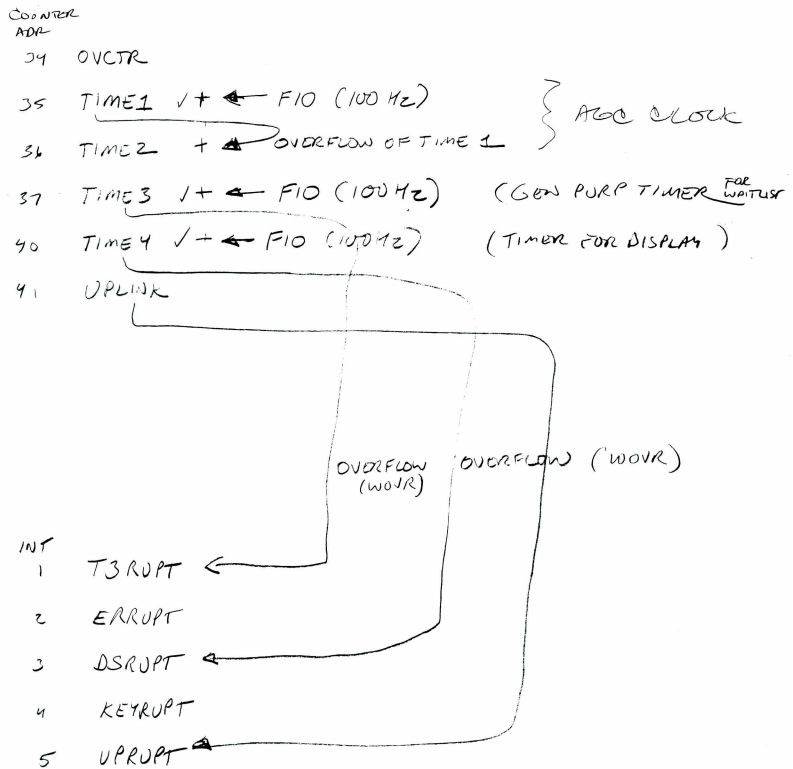 COUNTER
ADR
34 OVCTR
35 TIME1 √+ ← F10 (100 HZ)
36 TIME2 + ← OVERFLOW OF TIME 1
} AGC CLOCK
37 TIME3 √+ ← F10 (100 HZ) (GEN PURP TIMER FOR WAITLIST
40 TIME4 √+ ← F10 (100 HZ) (TIMER FOR DISPLAY)
41 UPLINK
OVERFLOW (WOVR) OVERFLOW (WOVR)
INT
1 T3RUPT
2 ERRUPT
3 DSRUPT
4 KEYRUPT
5 UPRUPT